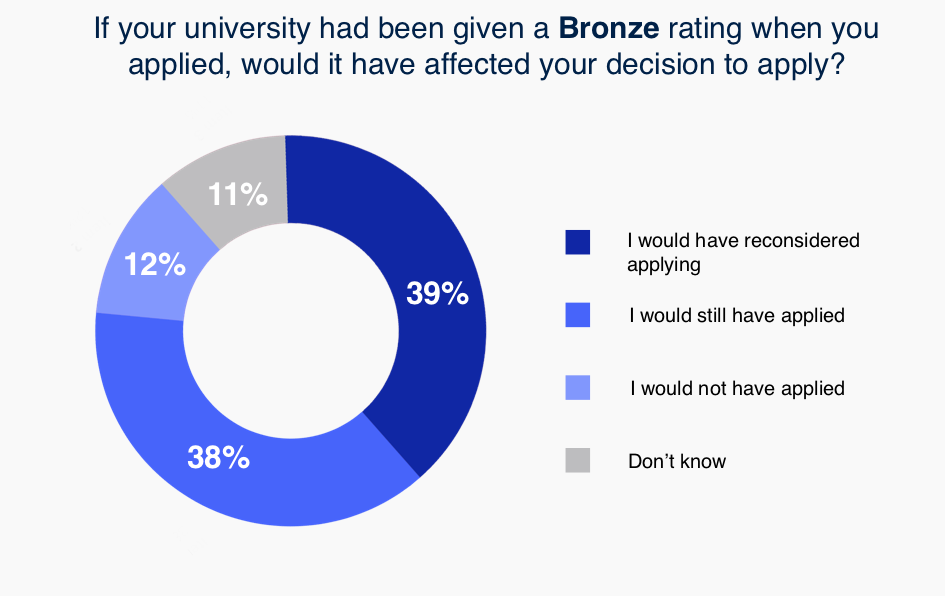 If your university had been given a Bronze rating when you
applied, would it have affected your decision to apply?
11%
12%
39%
38%
I would have reconsidered
applying
I would still have applied
I would not have applied
Don’t know